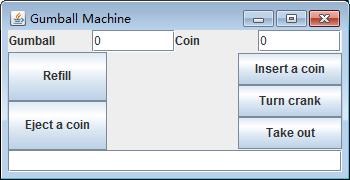 Gumball Machine
Gumball 0 Coin 0
Refill
Insert a coin
Turn crank
Eject a coin
Take out